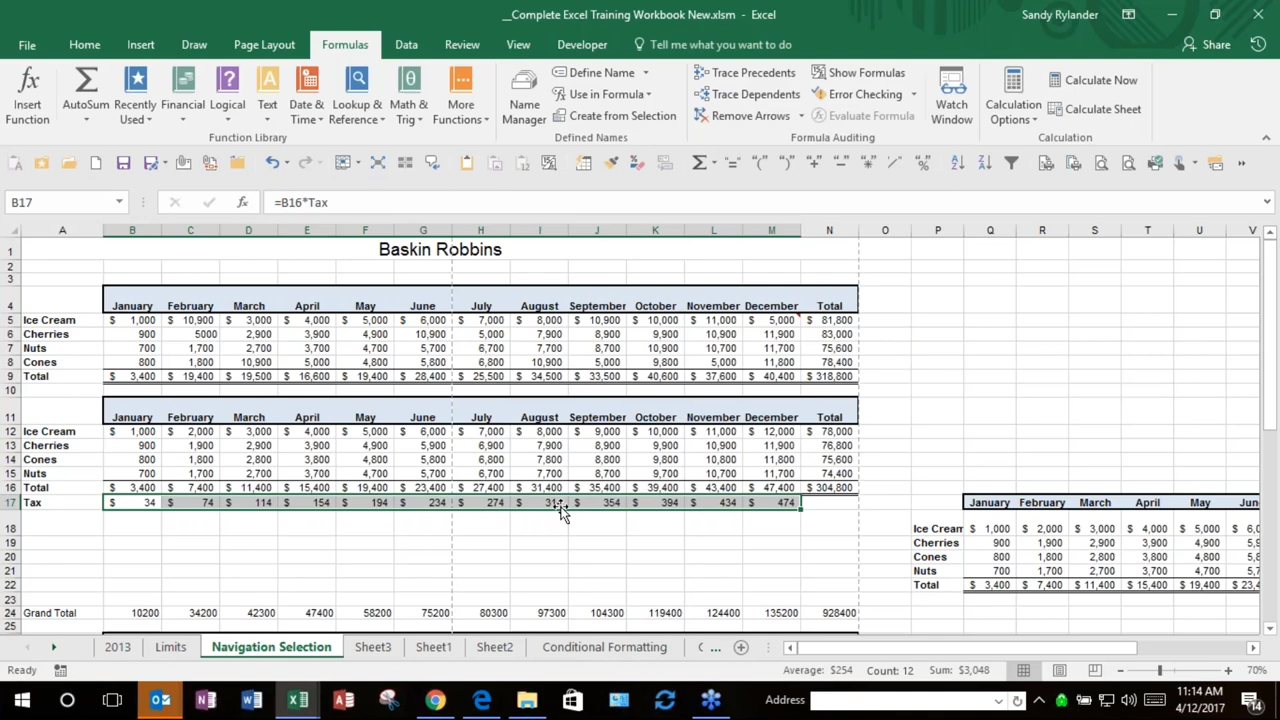 __Complete Excel Training Workbook New.xlsm - Excel
Sandy Rylander
File Home Insert Draw Page Layout Formulas Data Review View Developer Tell me what you want to do Share
Insert Function
AutoSum
Recently Used
Financial
Logical
Text
Date & Time
Lookup & Reference
Math & Trig
More Functions
Function Library
Name Manager
Define Name
Use in Formula
Create from Selection
Defined Names
Trace Precedents
Trace Dependents
Remove Arrows
Show Formulas
Error Checking
Evaluate Formula
Formula Auditing
Watch Window
Calculation Options
Calculate Now
Calculate Sheet
Calculation
B17 fx =B16*Tax
A B C D E F G H I J K L M N O P Q R S T U V
1 Baskin Robbins
2
3
4 January February March April May June July August September October November December Total
5 Ice Cream $ 1,000 $ 10,900 $ 3,000 $ 4,000 $ 5,000 $ 6,000 $ 7,000 $ 8,000 $ 10,900 $ 10,000 $ 11,000 $ 5,000 $ 81,800
6 Cherries 900 5000 2,900 3,900 4,900 10,900 5,000 7,900 8,900 9,900 10,900 11,900 83,000
7 Nuts 700 1,700 2,700 3,700 4,700 5,700 6,700 7,700 8,700 10,900 10,700 11,700 75,600
8 Cones 800 1,800 10,900 5,000 4,800 5,800 6,800 10,900 5,000 9,800 5,000 11,800 78,400
9 Total $ 3,400 $ 19,400 $ 19,500 $ 16,600 $ 19,400 $ 28,400 $ 25,500 $ 34,500 $ 33,500 $ 40,600 $ 37,600 $ 40,400 $ 318,800
10
11 January February March April May June July August September October November December Total
12 Ice Cream $ 1,000 $ 2,000 $ 3,000 $ 4,000 $ 5,000 $ 6,000 $ 7,000 $ 8,000 $ 9,000 $ 10,000 $ 11,000 $ 12,000 $ 78,000
13 Cherries 900 1,900 2,900 3,900 4,900 5,900 6,900 7,900 8,900 9,900 10,900 11,900 76,800
14 Cones 800 1,800 2,800 3,800 4,800 5,800 6,800 7,800 8,800 9,800 10,800 11,800 75,600
15 Nuts 700 1,700 2,700 3,700 4,700 5,700 6,700 7,700 8,700 9,700 10,700 11,700 74,400
16 Total $ 3,400 $ 7,400 $ 11,400 $ 15,400 $ 19,400 $ 23,400 $ 27,400 $ 31,400 $ 35,400 $ 39,400 $ 43,400 $ 47,400 $ 304,800
17 Tax $ 34 $ 74 $ 114 $ 154 $ 194 $ 234 $ 274 $ $ 354 $ 394 $ 434 $ 474 January February March April May June
18 Ice Cream $ 1,000 $ 2,000 $ 3,000 $ 4,000 $ 5,000 $ 6,0
19 Cherries 900 1,900 2,900 3,900 4,900 5,9
20 Cones 800 1,800 2,800 3,800 4,800 5,8
21 Nuts 700 1,700 2,700 3,700 4,700 5,7
22 Total $ 3,400 $ 7,400 $ 11,400 $ 15,400 $ 19,400 $ 23,4
23
24 Grand Total 10200 34200 42300 47400 58200 75200 80300 97300 104300 119400 124400 135200 928400
25
2013 Limits Navigation Selection Sheet3 Sheet1 Sheet2 Conditional Formatting C ...
Ready Average: $254 Count: 12 Sum: $3,048 70%
Address
11:14 AM
4/12/2017
14